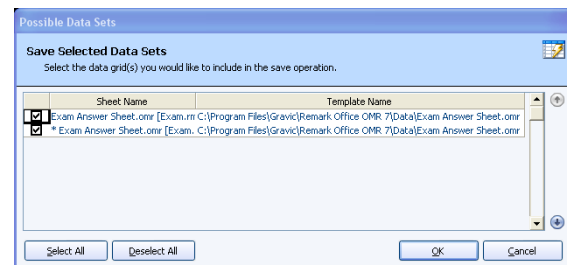 Possible Data Sets
Save Selected Data Sets
Select the data grid(s) you would like to include in the save operation.
Sheet Name Template Name
Exam Answer Sheet.omr [Exam.rm C:\Program Files\Gravic\Remark Office OMR 7\Data\Exam Answer Sheet.omr
* Exam Answer Sheet.omr [Exam. C:\Program Files\Gravic\Remark Office OMR 7\Data\Exam Answer Sheet.omr
Select All Deselect All OK Cancel